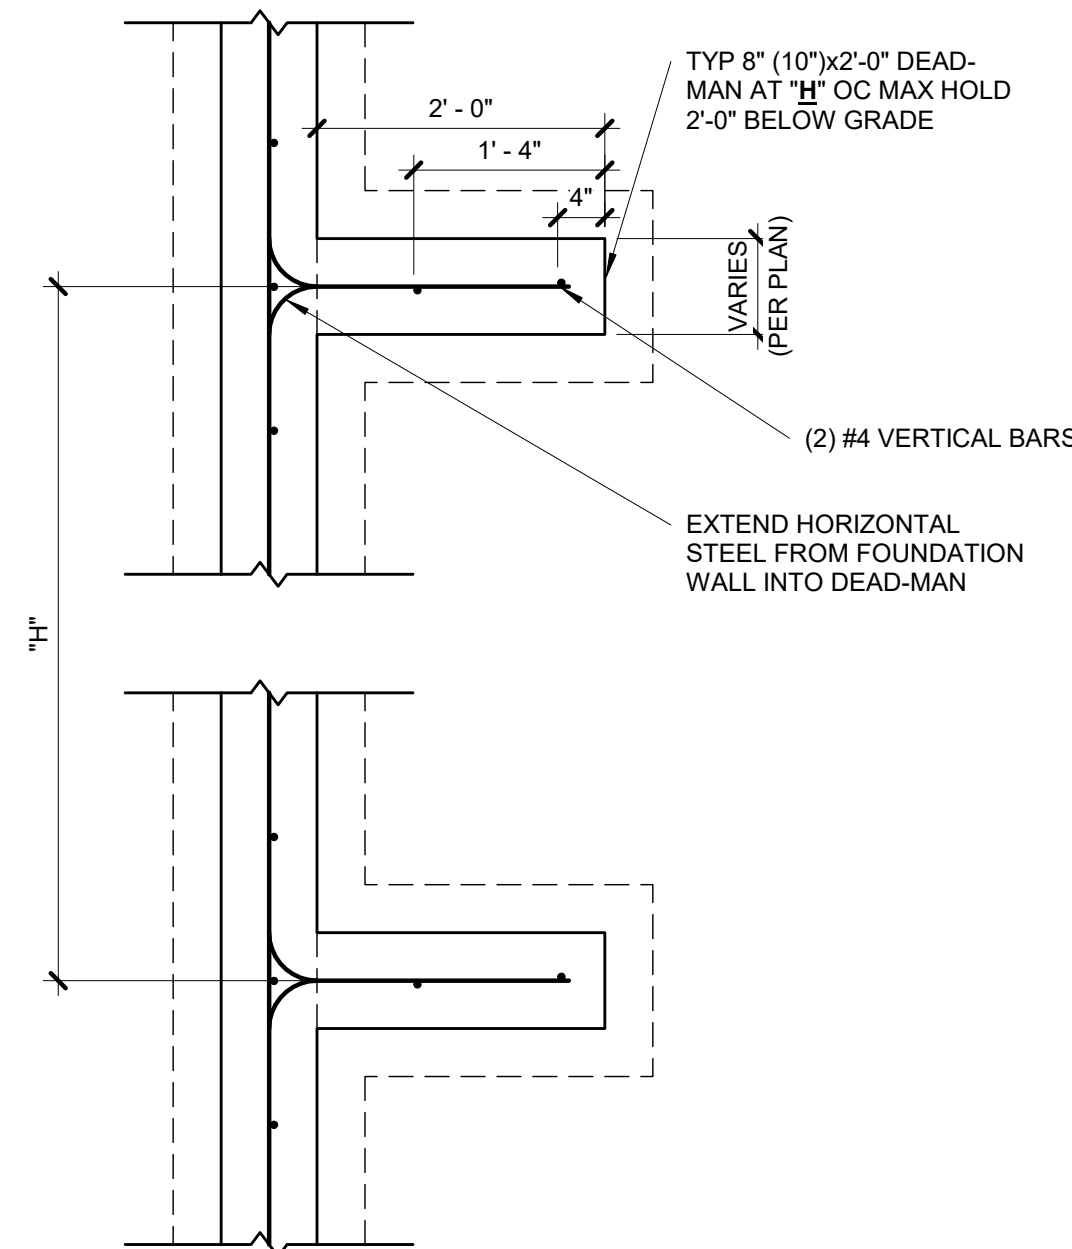 TYP 8" (10")x2'-0" DEAD-
MAN AT "H" OC MAX HOLD
2'-0" BELOW GRADE
2' - 0"
1' - 4"
4"
VARIES
(PER PLAN)
(2) #4 VERTICAL BARS
EXTEND HORIZONTAL
STEEL FROM FOUNDATION
WALL INTO DEAD-MAN
"H"